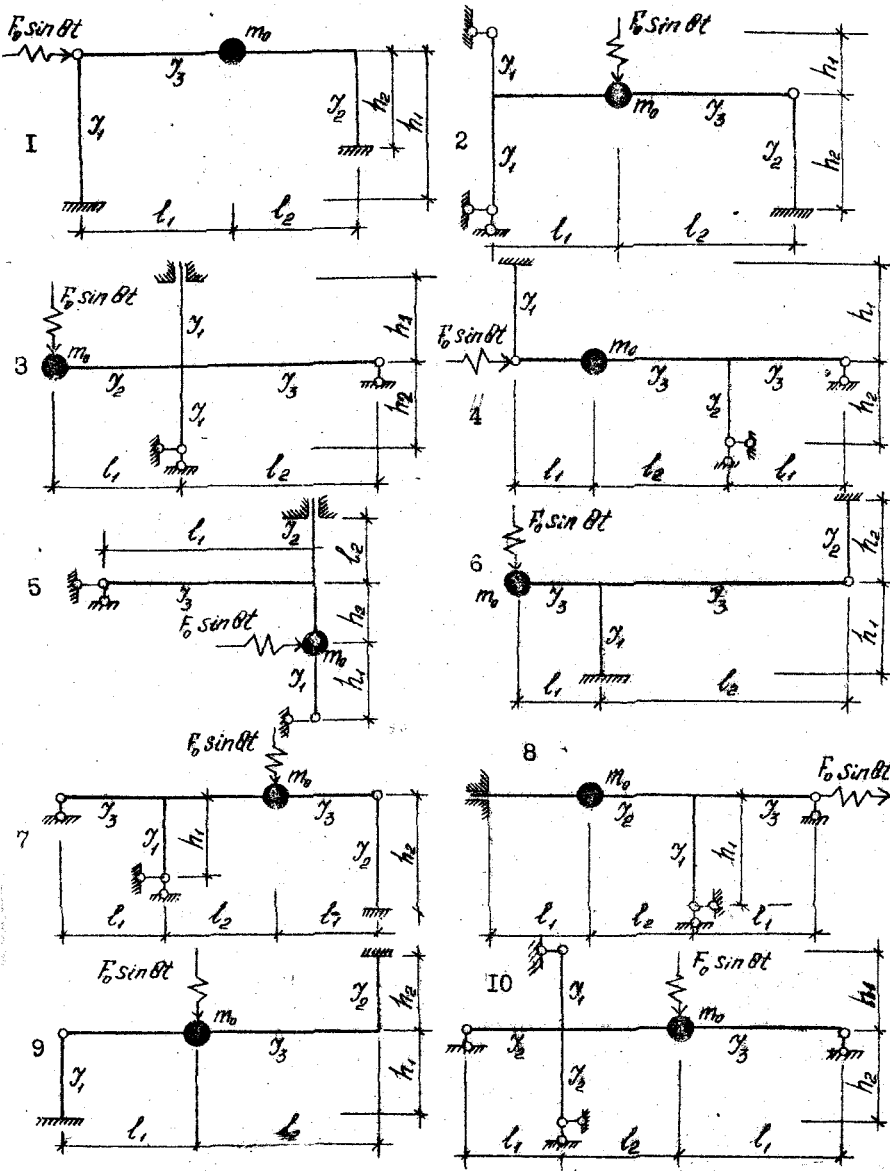 F₀ sin θt
m₀
J₃
J₁
J₂
h₂
h₁
I
l₁
l₂
F₀ sin θt
J₁
h₁
m₀
J₃
2
J₁
J₂
h₂
l₁
l₂
F₀ sin θt
J₁
h₁
m₀
3
J₂
J₃
J₁
h₂
l₁
l₂
J₁
h₁
F₀ sin θt
m₀
J₃
J₃
4
J₂
h₂
l₁
l₂
l₁
l₁
J₂
l₂
5
J₃
h₂
F₀ sin θt
m₀
J₁
h₁
F₀ sin θt
J₂
h₂
6
m₀
J₃
J₃
J₁
h₁
l₁
l₂
F₀ sin θt
m₀
J₃
J₃
7
J₁
h₁
J₂
h₂
l₁
l₂
l₁
8
m₀
F₀ sin θt
J₂
J₃
J₁
h₁
l₁
l₂
l₁
F₀ sin θt
J₂
h₂
m₀
9
J₃
J₁
h₁
l₁
l₂
F₀ sin θt
I0
J₁
h₁
m₀
J₂
J₃
J₂
h₂
l₁
l₂
l₁